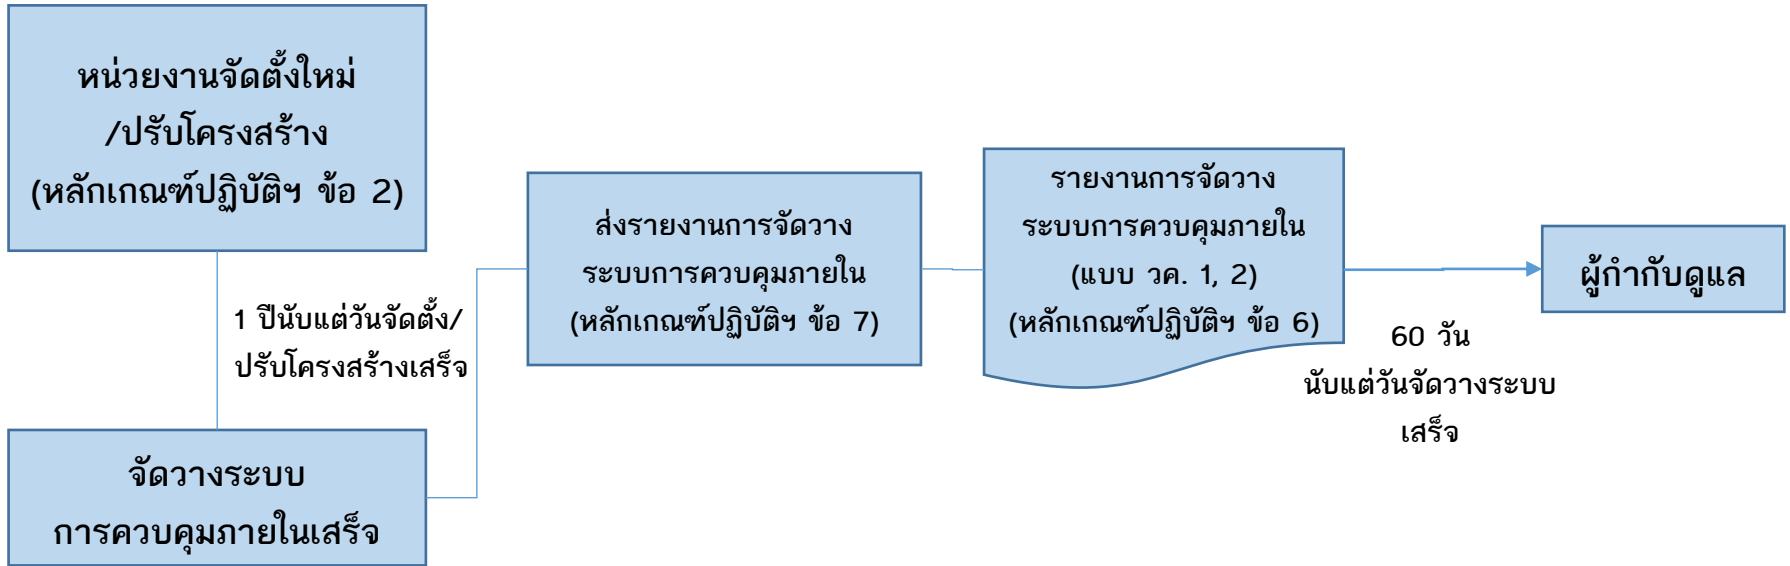 หน่วยงานจัดตั้งใหม่
/ปรับโครงสร้าง
(หลักเกณฑ์ปฏิบัติฯ ข้อ 2)
1 ปีนับแต่วันจัดตั้ง/
ปรับโครงสร้างเสร็จ
จัดวางระบบ
การควบคุมภายในเสร็จ
ส่งรายงานการจัดวาง
ระบบการควบคุมภายใน
(หลักเกณฑ์ปฏิบัติฯ ข้อ 7)
รายงานการจัดวาง
ระบบการควบคุมภายใน
(แบบ วค. 1, 2)
(หลักเกณฑ์ปฏิบัติฯ ข้อ 6)
60 วัน
นับแต่วันจัดวางระบบ
เสร็จ
ผู้กำกับดูแล